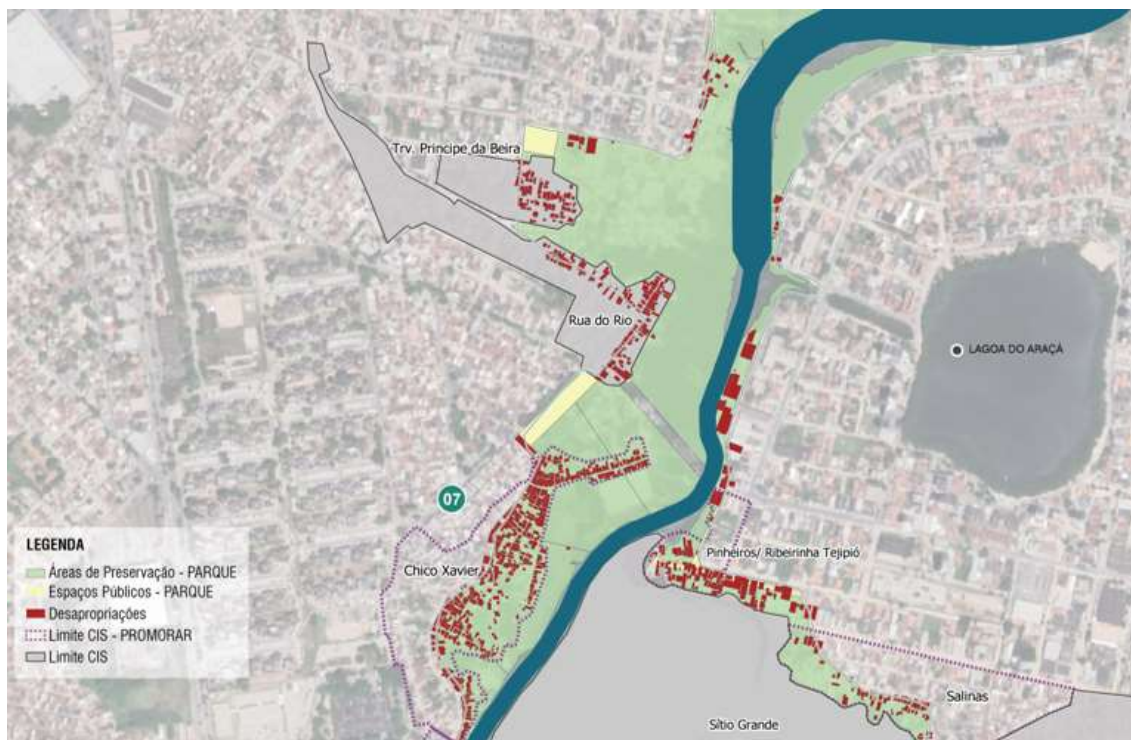 Trv. Principe da Beira
Rua do Rio
LAGOA DO ARAÇÁ
07
Pinheiros/ Ribeirinha Tejipió
Chico Xavier
Salinas
Sítio Grande
LEGENDA
Áreas de Preservação - PARQUE
Espaços Públicos - PARQUE
Desapropriações
Limite CIS - PROMORAR
Limite CIS